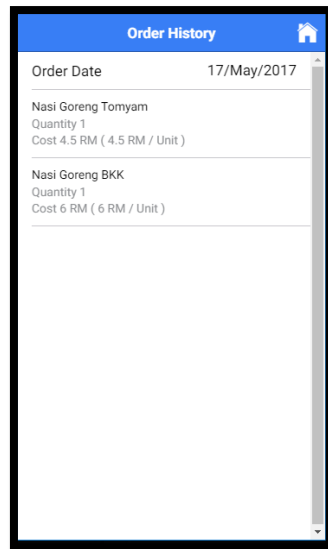 Order History
Order Date 17/May/2017
Nasi Goreng Tomyam
Quantity 1
Cost 4.5 RM ( 4.5 RM / Unit )
Nasi Goreng BKK
Quantity 1
Cost 6 RM ( 6 RM / Unit )